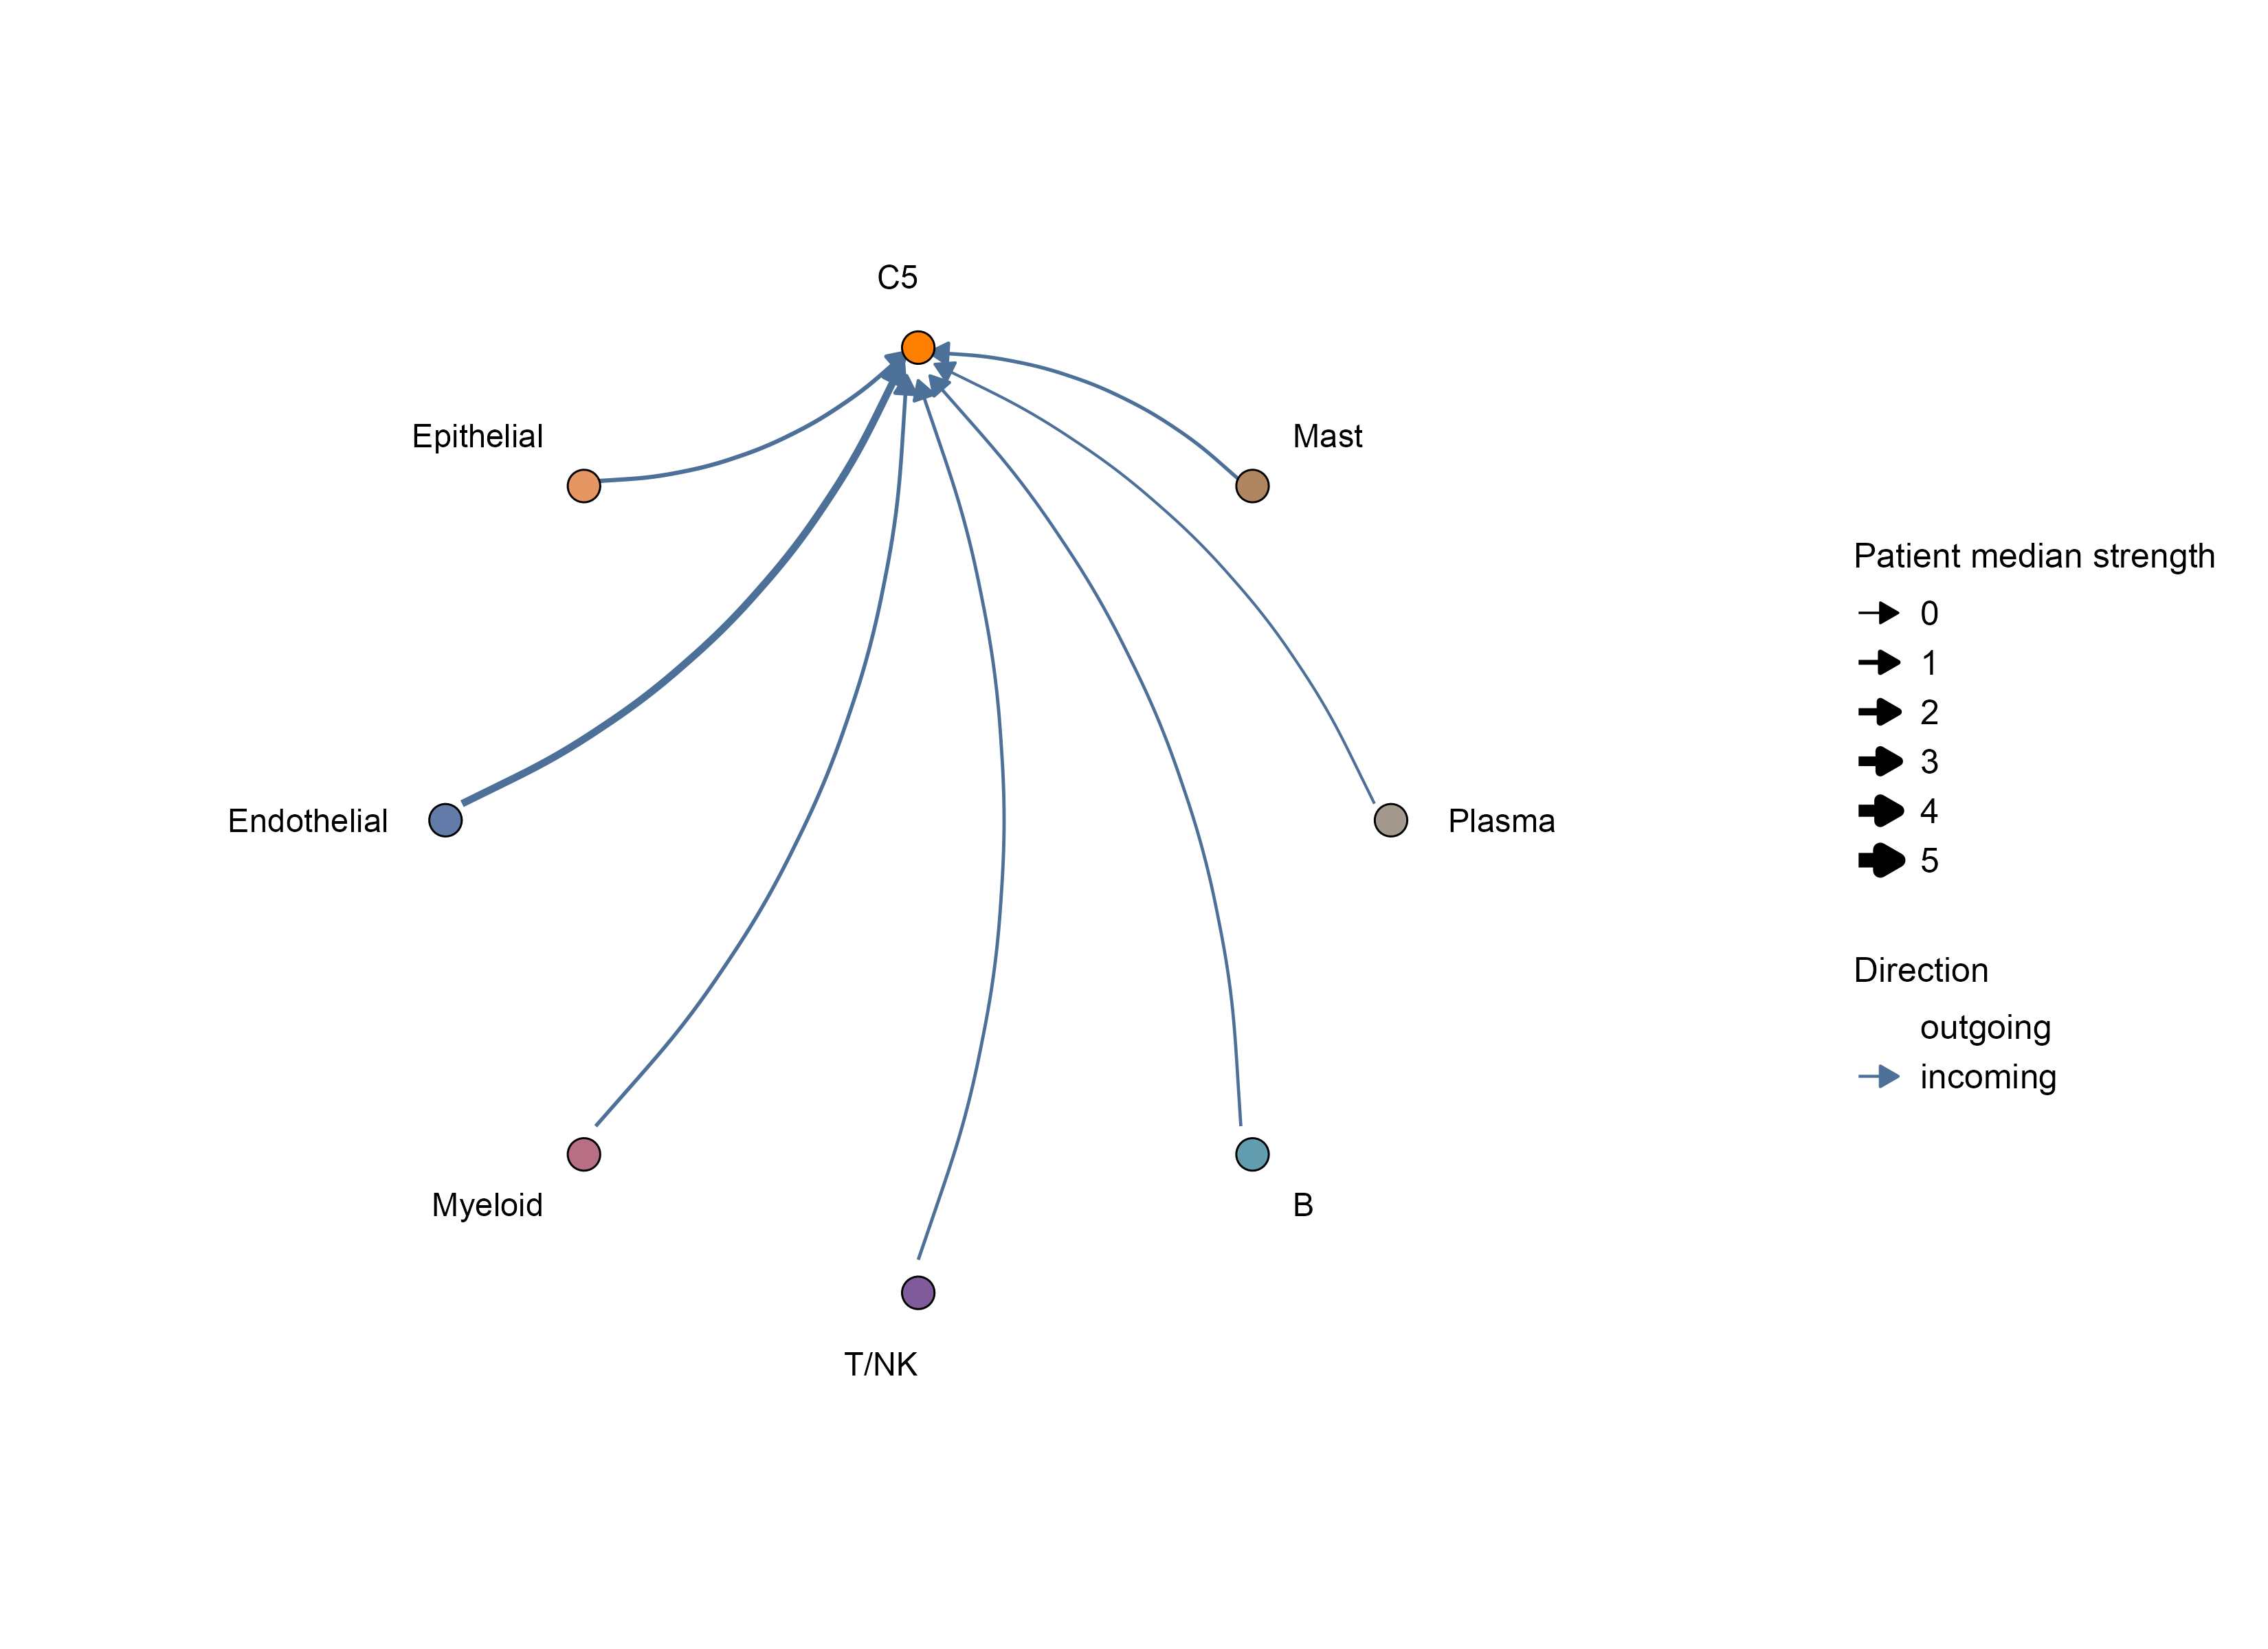 C5
Epithelial
Mast
Endothelial
Plasma
Myeloid
B
T/NK
Patient median strength
0
1
2
3
4
5
Direction
outgoing
incoming